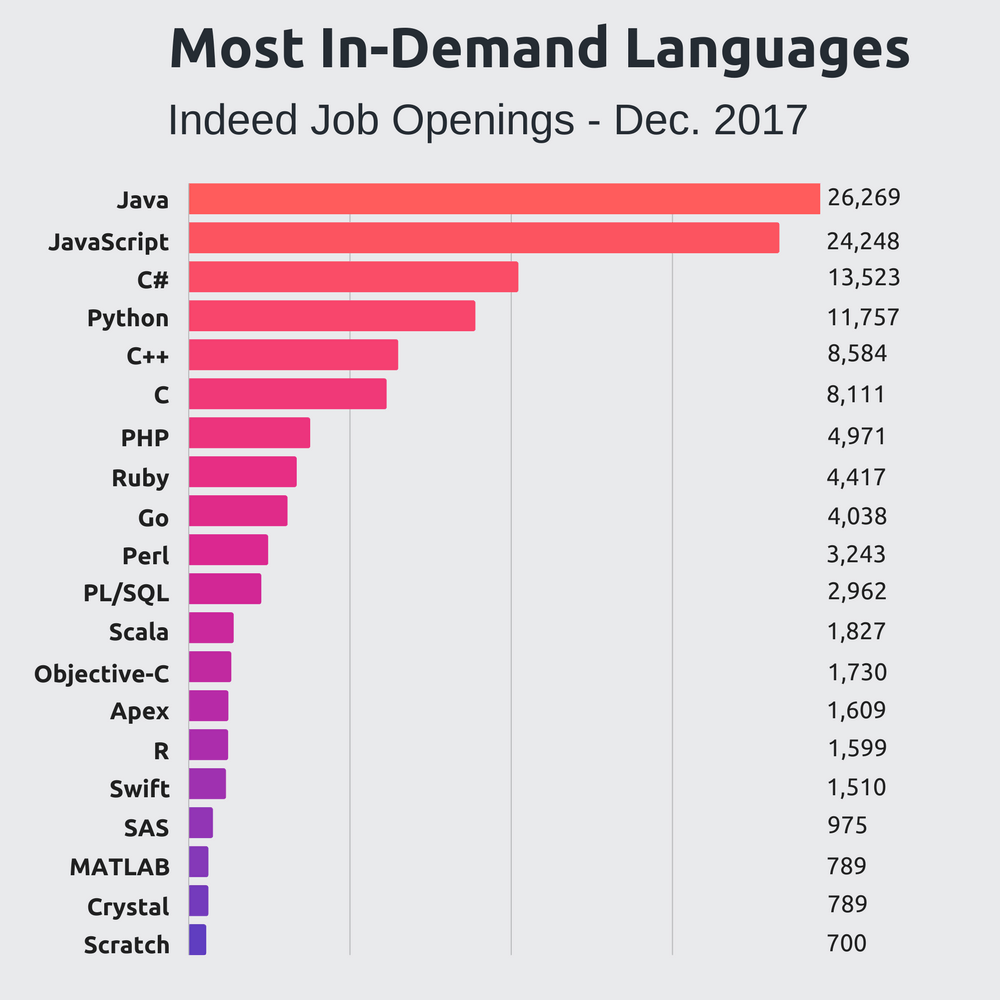 Most In-Demand Languages
Indeed Job Openings - Dec. 2017
Java 26,269
JavaScript 24,248
C# 13,523
Python 11,757
C++ 8,584
C 8,111
PHP 4,971
Ruby 4,417
Go 4,038
Perl 3,243
PL/SQL 2,962
Scala 1,827
Objective-C 1,730
Apex 1,609
R 1,599
Swift 1,510
SAS 975
MATLAB 789
Crystal 789
Scratch 700